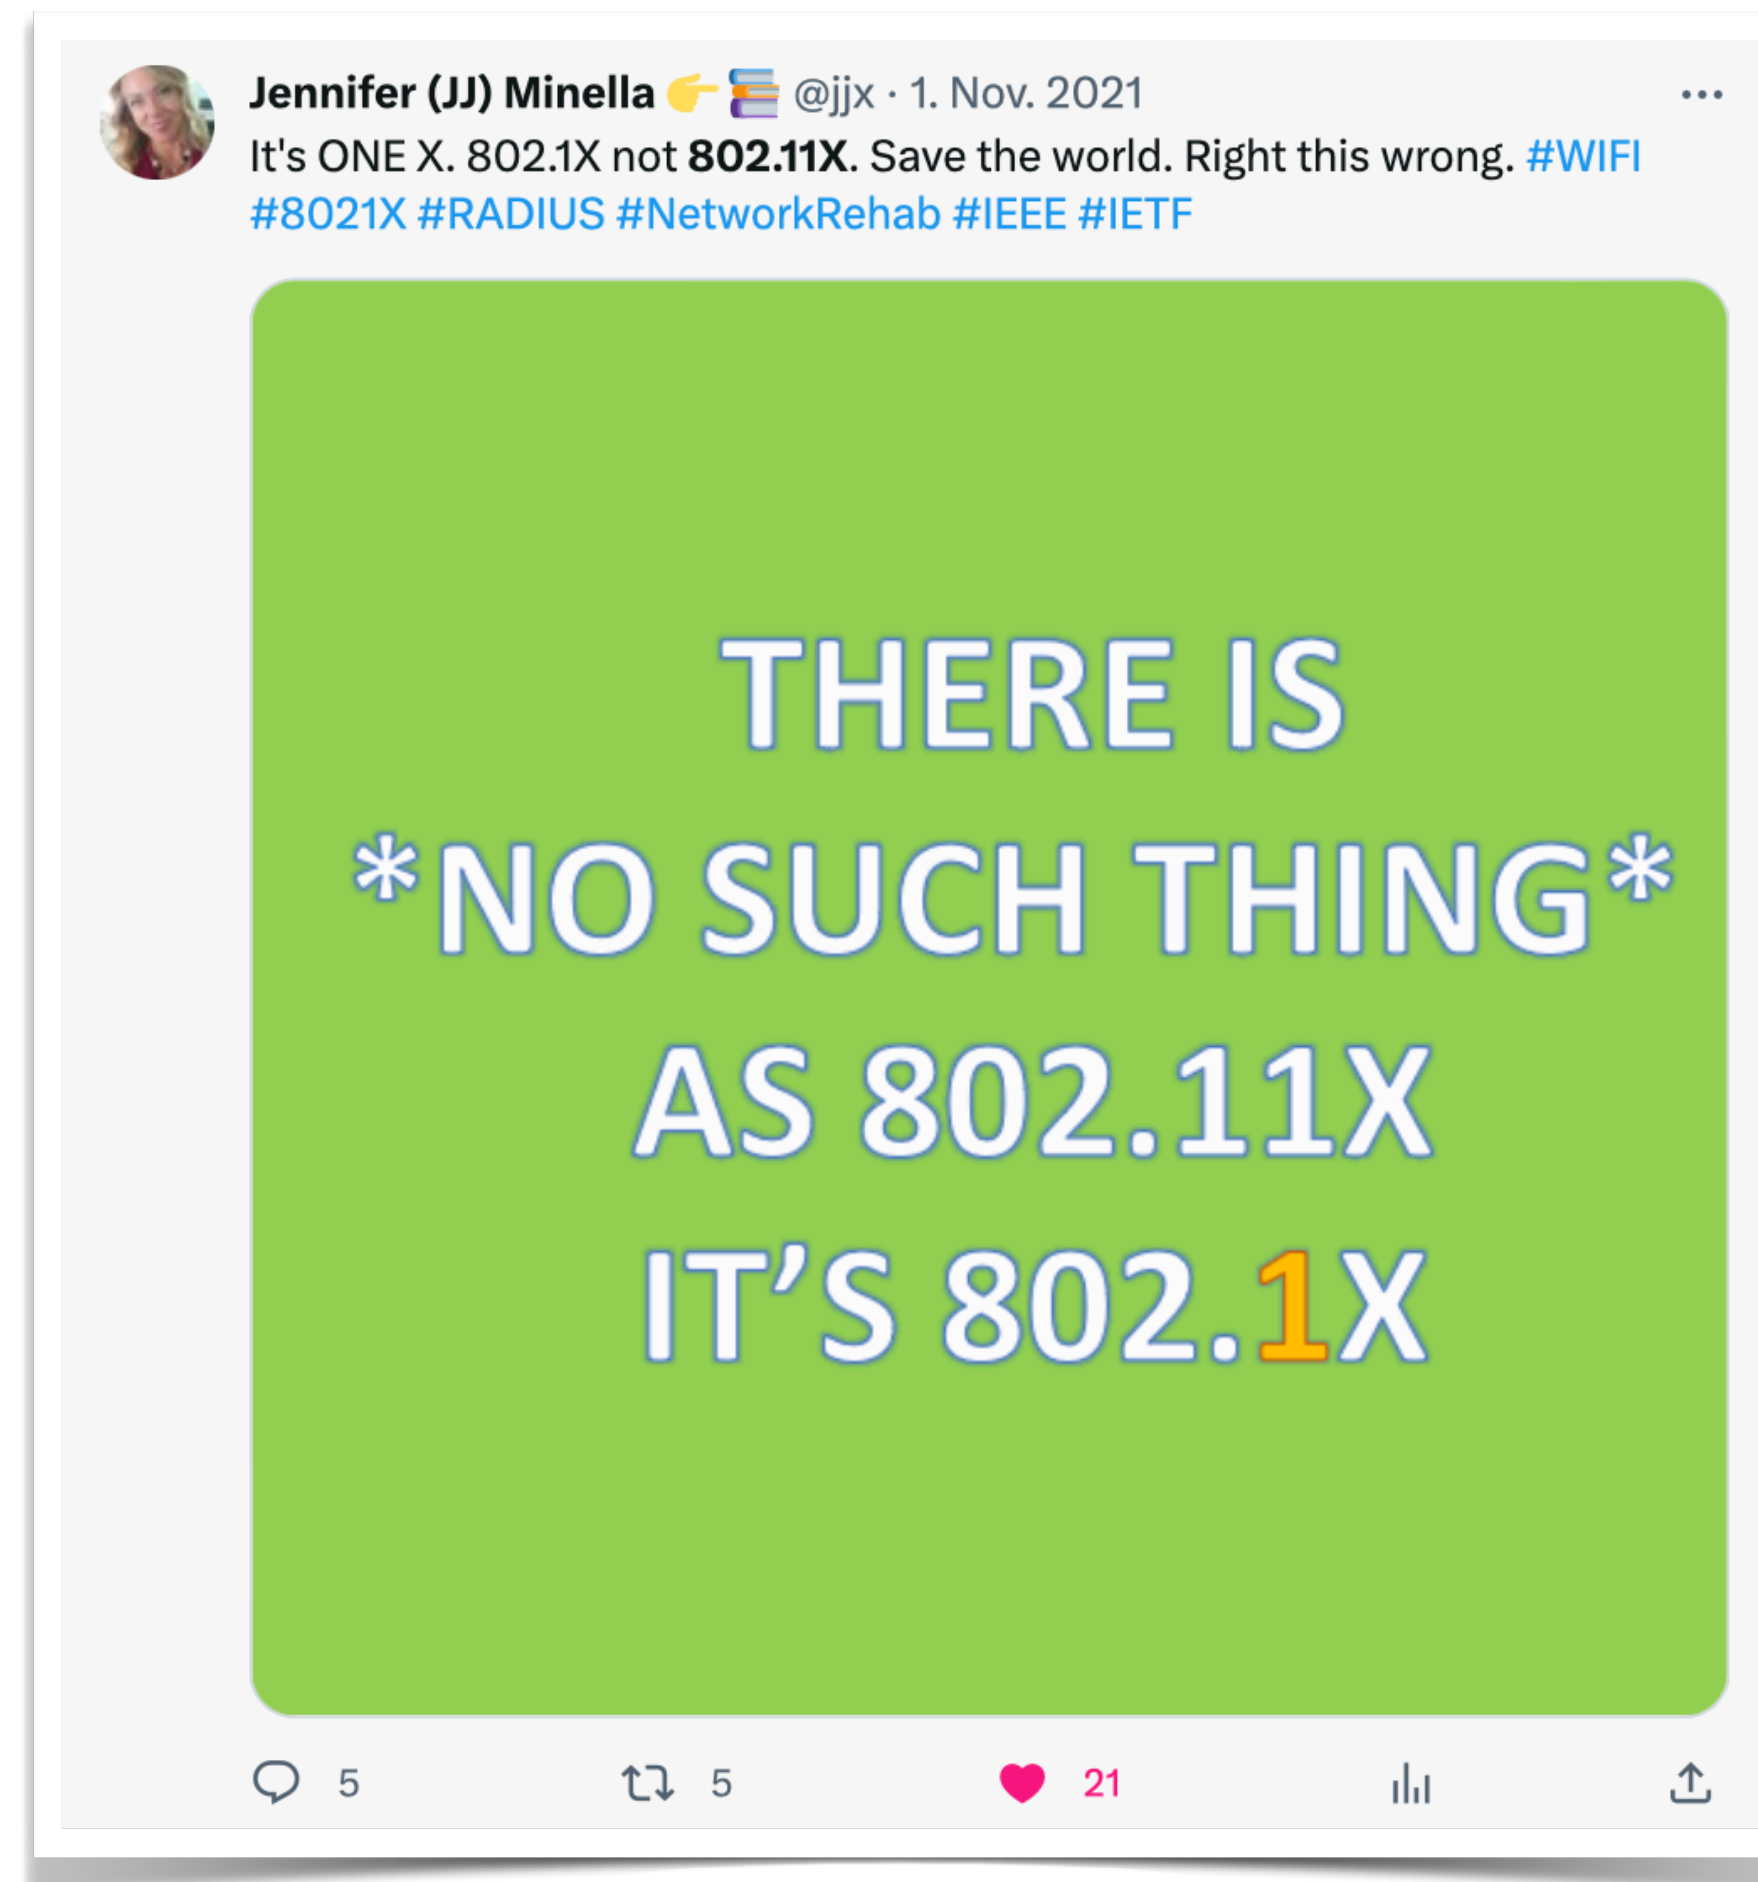 Jennifer (JJ) Minella 👉📚 @jjx · 1. Nov. 2021
It's ONE X. 802.1X not 802.11X. Save the world. Right this wrong. #WIFI
#8021X #RADIUS #NetworkRehab #IEEE #IETF
THERE IS
*NO SUCH THING*
AS 802.11X
IT’S 802.1X
5 5 21